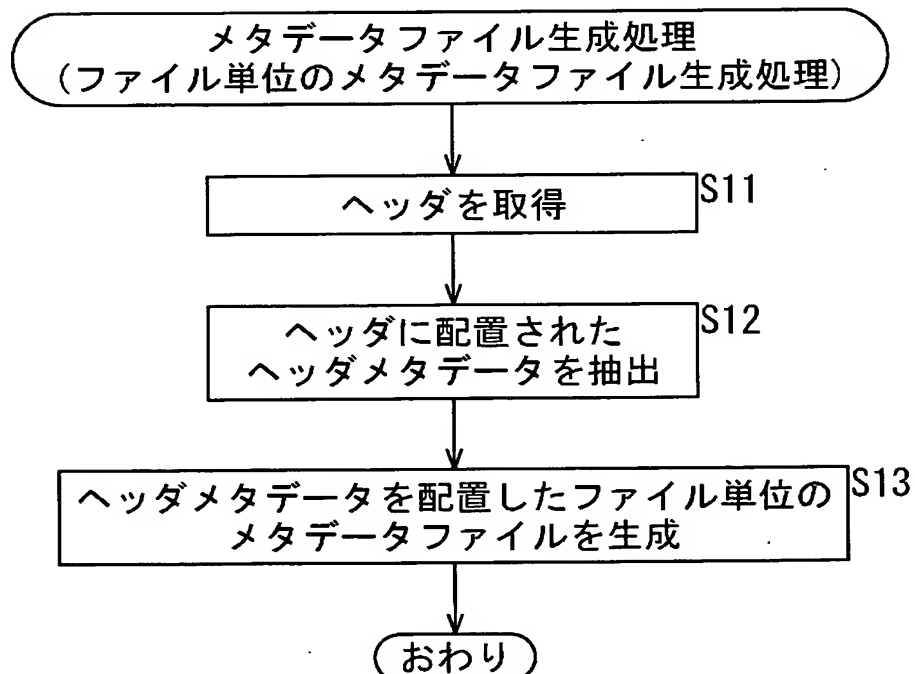 メタデータファイル生成処理
(ファイル単位のメタデータファイル生成処理)
S11
ヘッダを取得
S12
ヘッダに配置された
ヘッダメタデータを抽出
S13
ヘッダメタデータを配置したファイル単位の
メタデータファイルを生成
おわり